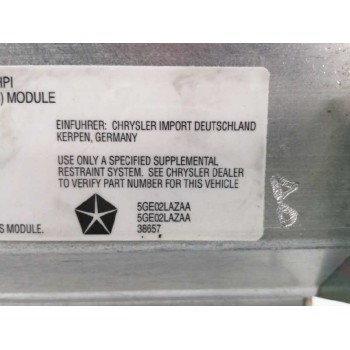 HPI
) MODULE
EINFUHRER: CHRYSLER IMPORT DEUTSCHLAND
KERPEN, GERMANY
USE ONLY A SPECIFIED SUPPLEMENTAL
RESTRAINT SYSTEM. SEE CHRYSLER DEALER
TO VERIFY PART NUMBER FOR THIS VEHICLE
5GE02LAZAA
5GE02LAZAA
38657
S MODULE.